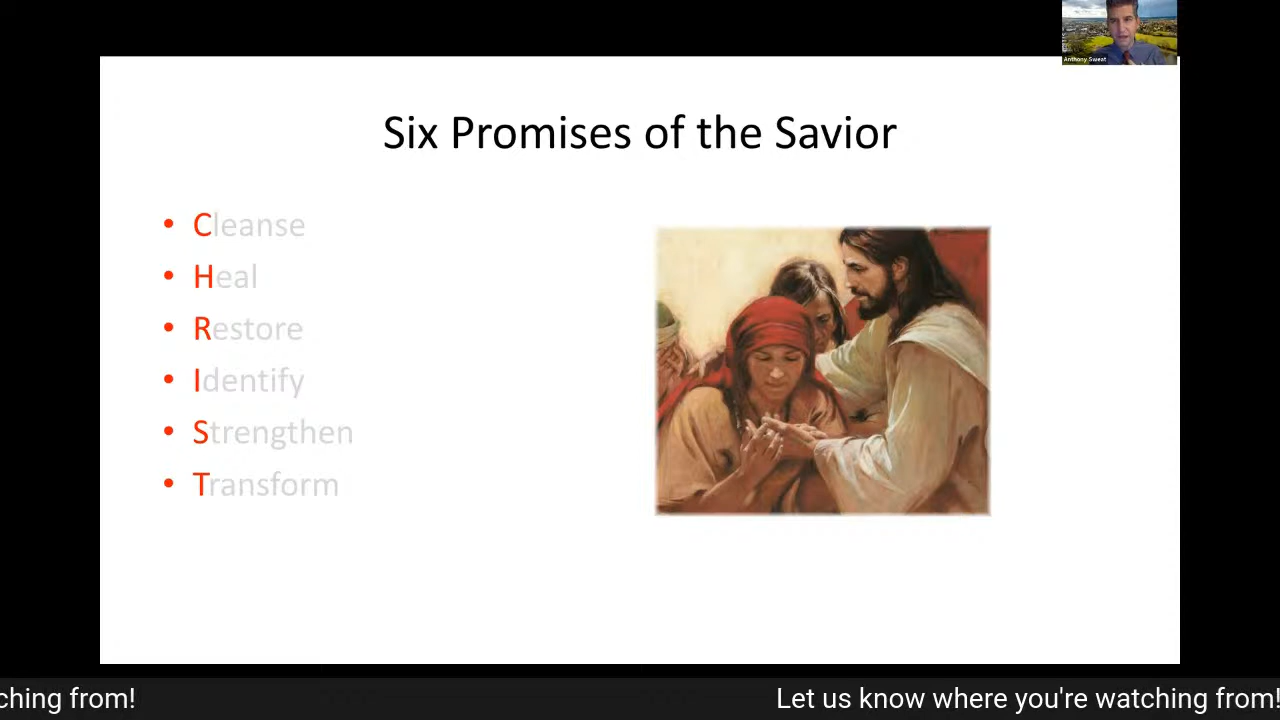 Anthony Sweat
Six Promises of the Savior
• Cleanse
• Heal
• Restore
• Identify
• Strengthen
• Transform
ching from!
Let us know where you're watching from!